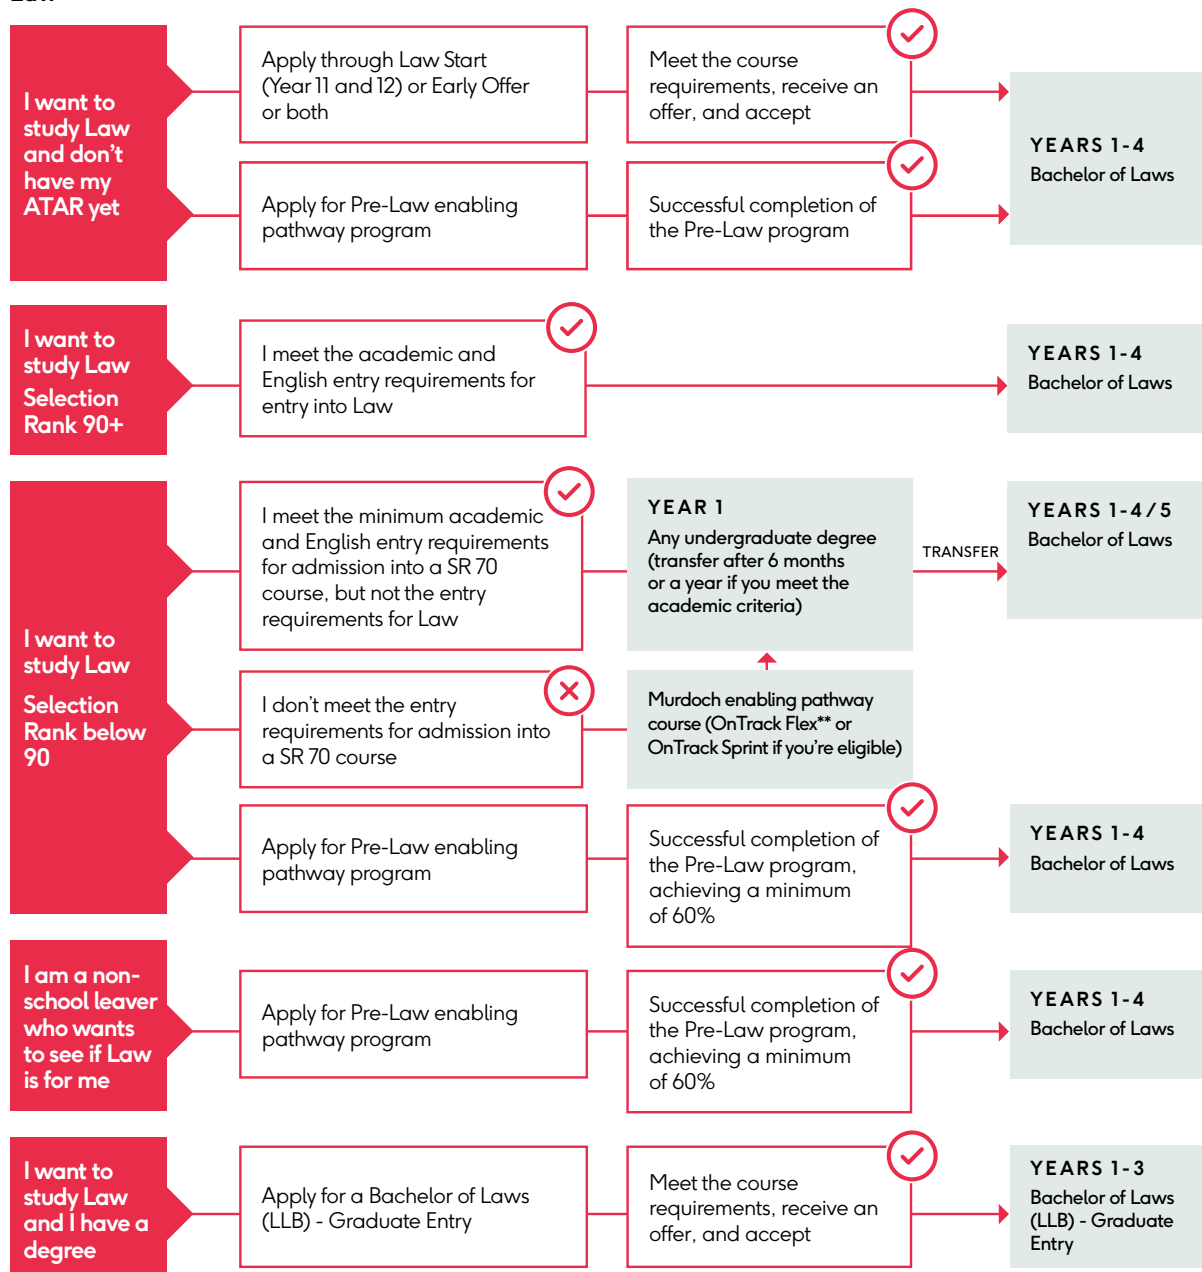 I want to
study Law
and don't
have my
ATAR yet
Apply through Law Start
(Year 11 and 12) or Early Offer
or both
Meet the course
requirements, receive an
offer, and accept
Apply for Pre-Law enabling
pathway program
Successful completion of
the Pre-Law program
YEARS 1-4
Bachelor of Laws
I want to
study Law
Selection
Rank 90+
I meet the academic and
English entry requirements for
entry into Law
YEARS 1-4
Bachelor of Laws
I want to
study Law
Selection
Rank below
90
I meet the minimum academic
and English entry requirements
for admission into a SR 70
course, but not the entry
requirements for Law
YEAR 1
Any undergraduate degree
(transfer after 6 months
or a year if you meet the
academic criteria)
TRANSFER
YEARS 1-4/5
Bachelor of Laws
I don't meet the entry
requirements for admission into
a SR 70 course
Murdoch enabling pathway
course (OnTrack Flex** or
OnTrack Sprint if you're eligible)
Apply for Pre-Law enabling
pathway program
Successful completion of
the Pre-Law program,
achieving a minimum
of 60%
YEARS 1-4
Bachelor of Laws
I am a non-
school leaver
who wants
to see if Law
is for me
Apply for Pre-Law enabling
pathway program
Successful completion of
the Pre-Law program,
achieving a minimum
of 60%
YEARS 1-4
Bachelor of Laws
I want to
study Law
and I have a
degree
Apply for a Bachelor of Laws
(LLB) - Graduate Entry
Meet the course
requirements, receive an
offer, and accept
YEARS 1-3
Bachelor of Laws
(LLB) - Graduate
Entry